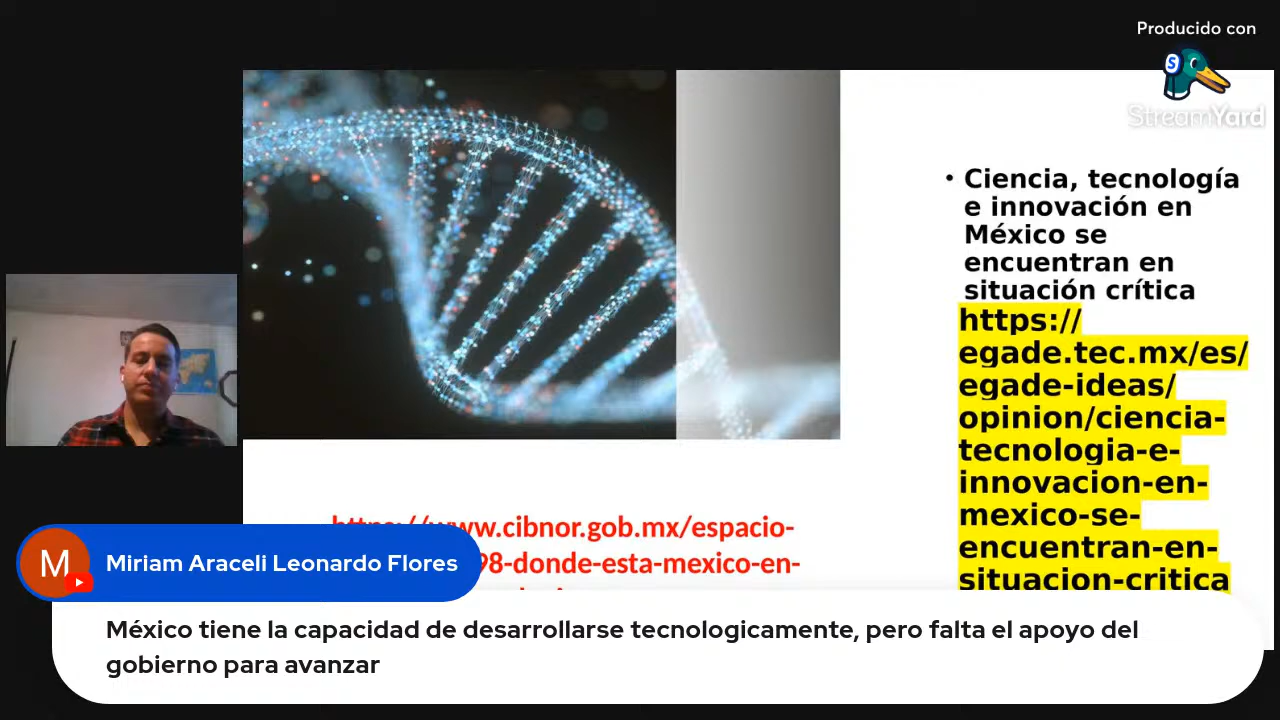 Producido con
StreamYard
• Ciencia, tecnología
e innovación en
México se
encuentran en
situación crítica
https://
egade.tec.mx/es/
egade-ideas/
opinion/ciencia-
tecnologia-e-
innovacion-en-
mexico-se-
encuentran-en-
situacion-critica
https://www.cibnor.gob.mx/espacio-
98-donde-esta-mexico-en-
M
Miriam Araceli Leonardo Flores
México tiene la capacidad de desarrollarse tecnologicamente, pero falta el apoyo del
gobierno para avanzar